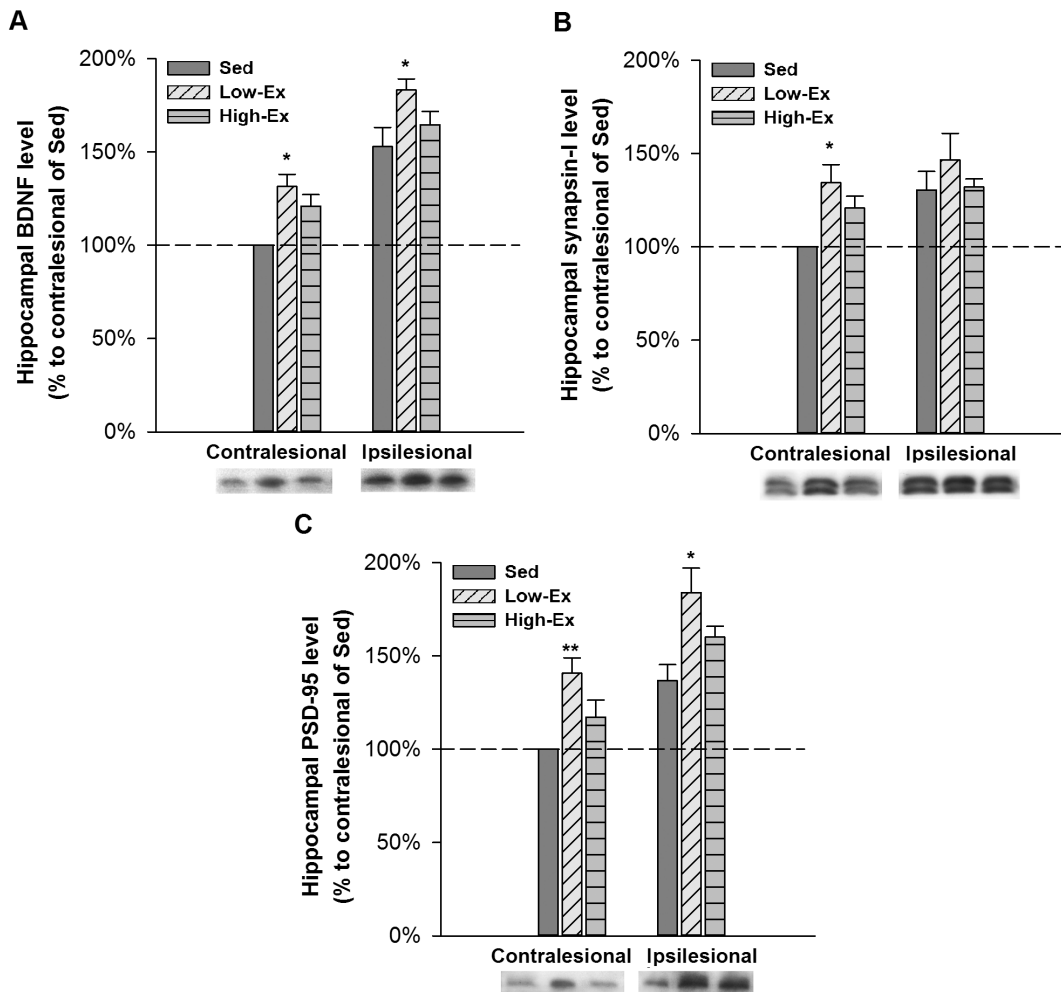 A
Hippocampal BDNF level
(% to contralesional of Sed)
200%
150%
100%
50%
0%
Sed
Low-Ex
High-Ex
*
*
Contralesional
Ipsilesional
B
Hippocampal synapsin-I level
(% to contralesional of Sed)
200%
150%
100%
50%
0%
Sed
Low-Ex
High-Ex
*
Contralesional
Ipsilesional
C
Hippocampal PSD-95 level
(% to contralesional of Sed)
200%
150%
100%
50%
0%
Sed
Low-Ex
High-Ex
**
*
Contralesional
Ipsilesional